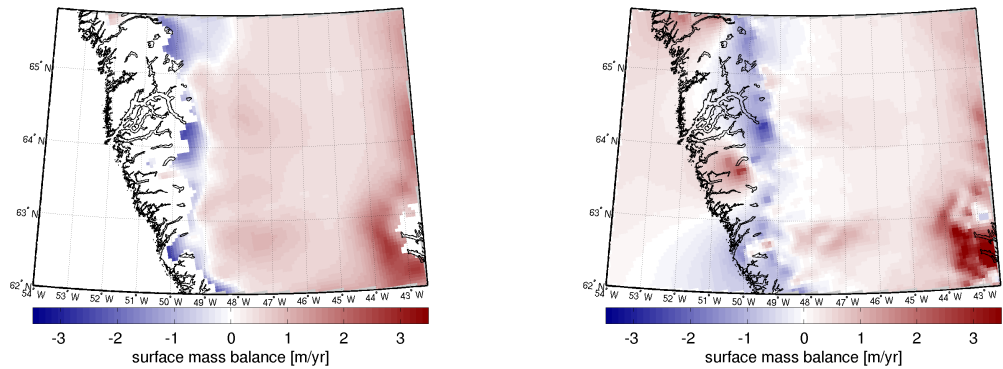 65° N
64° N
63° N
62° N
54° W 53° W 52° W 51° W 50° W 49° W 48° W 47° W 46° W 45° W 44° W 43° W
-3 -2 -1 0 1 2 3
surface mass balance [m/yr]
65° N
64° N
63° N
62° N
54° W 53° W 52° W 51° W 50° W 49° W 48° W 47° W 46° W 45° W 44° W 43° W
-3 -2 -1 0 1 2 3
surface mass balance [m/yr]